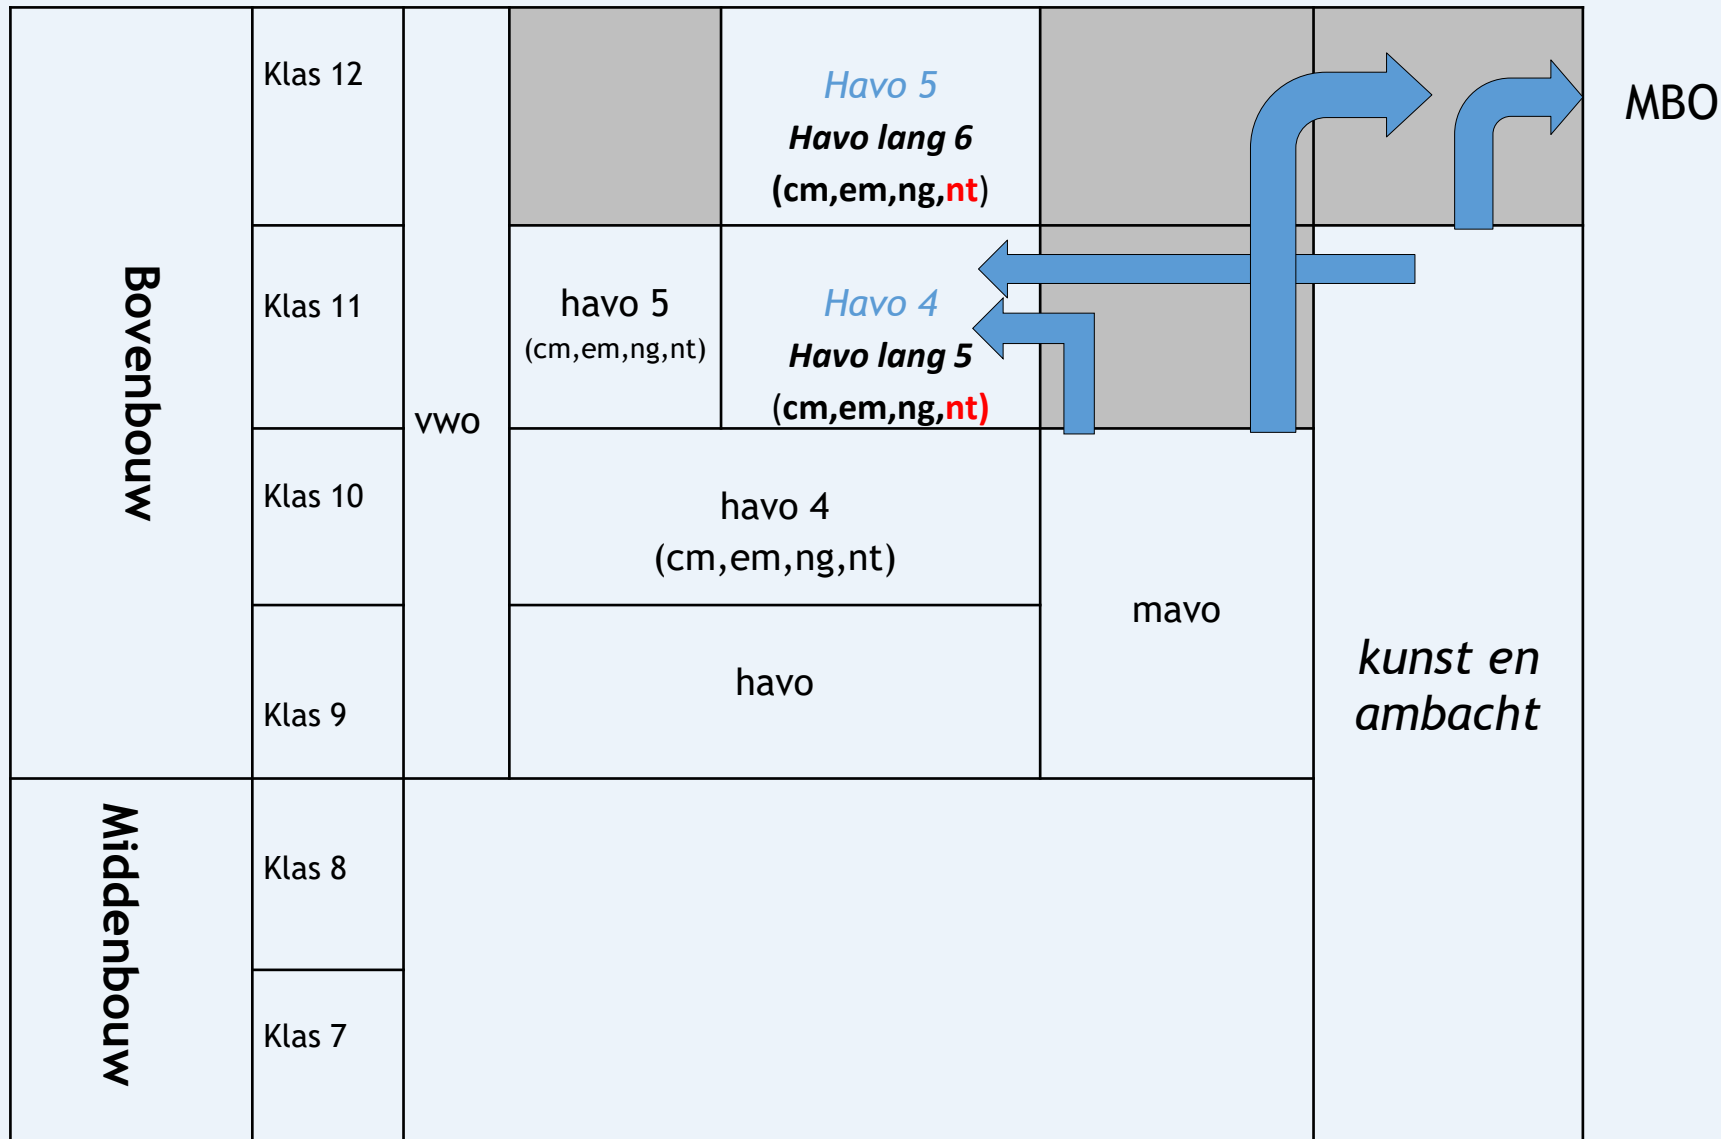 Bovenbouw
Klas 12
Havo 5
Havo lang 6
(cm,em,ng,nt)
MBO
Klas 11
havo 5
(cm,em,ng,nt)
Havo 4
Havo lang 5
(cm,em,ng,nt)
vwo
Klas 10
havo 4
(cm,em,ng,nt)
mavo
Klas 9
havo
kunst en
ambacht
Middenbouw
Klas 8
Klas 7